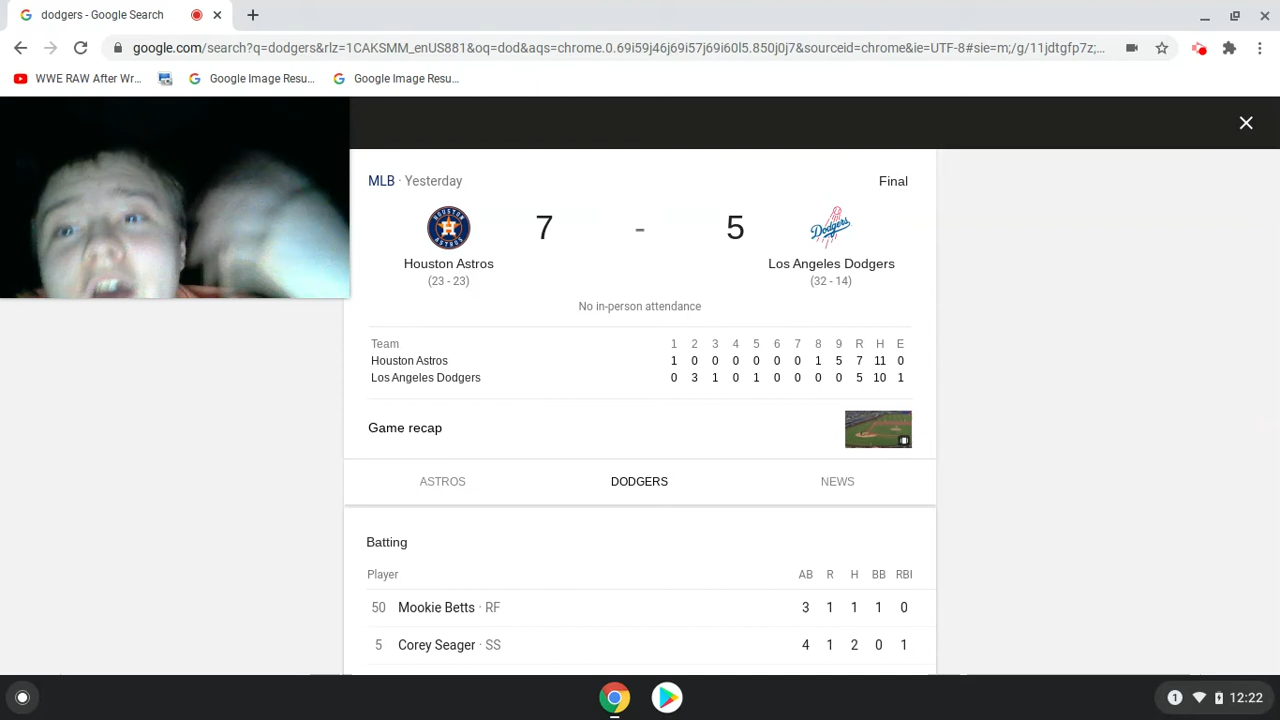 dodgers - Google Search
google.com/search?q=dodgers&rlz=1CAKSMM_enUS881&oq=dod&aqs=chrome.0.69i59j46j69i57j69i60l5.850j0j7&sourceid=chrome&ie=UTF-8#sie=m;/g/11jdtgfp7z;...
WWE RAW After Wr... Google Image Resu... Google Image Resu...
MLB · Yesterday Final
HOUSTON ASTROS 7 - 5 Dodgers
Houston Astros Los Angeles Dodgers
(23 - 23) (32 - 14)
No in-person attendance
Team 1 2 3 4 5 6 7 8 9 R H E
Houston Astros 1 0 0 0 0 0 0 1 5 7 11 0
Los Angeles Dodgers 0 3 1 0 1 0 0 0 0 5 10 1
Game recap
ASTROS DODGERS NEWS
Batting
Player AB R H BB RBI
50 Mookie Betts · RF 3 1 1 1 0
5 Corey Seager · SS 4 1 2 0 1
1 12:22